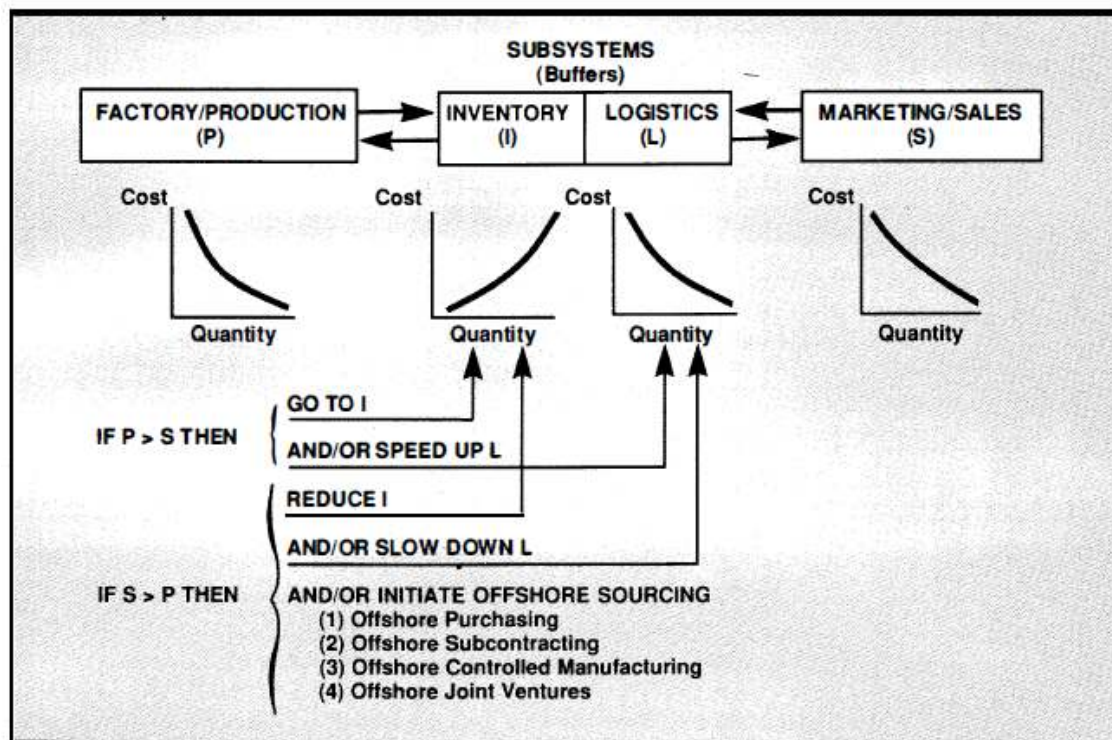 SUBSYSTEMS
(Buffers)
FACTORY/PRODUCTION
(P)
INVENTORY
(I)
LOGISTICS
(L)
MARKETING/SALES
(S)
Cost
Quantity
Cost
Quantity
Cost
Quantity
Cost
Quantity
IF P > S THEN
GO TO I
AND/OR SPEED UP L
IF S > P THEN
REDUCE I
AND/OR SLOW DOWN L
AND/OR INITIATE OFFSHORE SOURCING
(1) Offshore Purchasing
(2) Offshore Subcontracting
(3) Offshore Controlled Manufacturing
(4) Offshore Joint Ventures